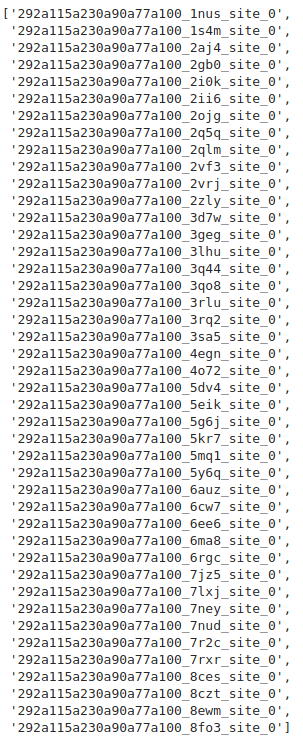 ['292a115a230a90a77a100_1nus_site_0',
'292a115a230a90a77a100_1s4m_site_0',
'292a115a230a90a77a100_2aj4_site_0',
'292a115a230a90a77a100_2gb0_site_0',
'292a115a230a90a77a100_2i0k_site_0',
'292a115a230a90a77a100_2ii6_site_0',
'292a115a230a90a77a100_2ojg_site_0',
'292a115a230a90a77a100_2q5q_site_0',
'292a115a230a90a77a100_2qlm_site_0',
'292a115a230a90a77a100_2vf3_site_0',
'292a115a230a90a77a100_2vrj_site_0',
'292a115a230a90a77a100_2zly_site_0',
'292a115a230a90a77a100_3d7w_site_0',
'292a115a230a90a77a100_3geg_site_0',
'292a115a230a90a77a100_3lhu_site_0',
'292a115a230a90a77a100_3q44_site_0',
'292a115a230a90a77a100_3qo8_site_0',
'292a115a230a90a77a100_3rlu_site_0',
'292a115a230a90a77a100_3rq2_site_0',
'292a115a230a90a77a100_3sa5_site_0',
'292a115a230a90a77a100_4egn_site_0',
'292a115a230a90a77a100_4o72_site_0',
'292a115a230a90a77a100_5dv4_site_0',
'292a115a230a90a77a100_5eik_site_0',
'292a115a230a90a77a100_5g6j_site_0',
'292a115a230a90a77a100_5kr7_site_0',
'292a115a230a90a77a100_5mq1_site_0',
'292a115a230a90a77a100_5y6q_site_0',
'292a115a230a90a77a100_6auz_site_0',
'292a115a230a90a77a100_6cw7_site_0',
'292a115a230a90a77a100_6ee6_site_0',
'292a115a230a90a77a100_6ma8_site_0',
'292a115a230a90a77a100_6rgc_site_0',
'292a115a230a90a77a100_7jz5_site_0',
'292a115a230a90a77a100_7lxj_site_0',
'292a115a230a90a77a100_7ney_site_0',
'292a115a230a90a77a100_7nud_site_0',
'292a115a230a90a77a100_7r2c_site_0',
'292a115a230a90a77a100_7rxr_site_0',
'292a115a230a90a77a100_8ces_site_0',
'292a115a230a90a77a100_8czt_site_0',
'292a115a230a90a77a100_8ewm_site_0',
'292a115a230a90a77a100_8fo3_site_0']